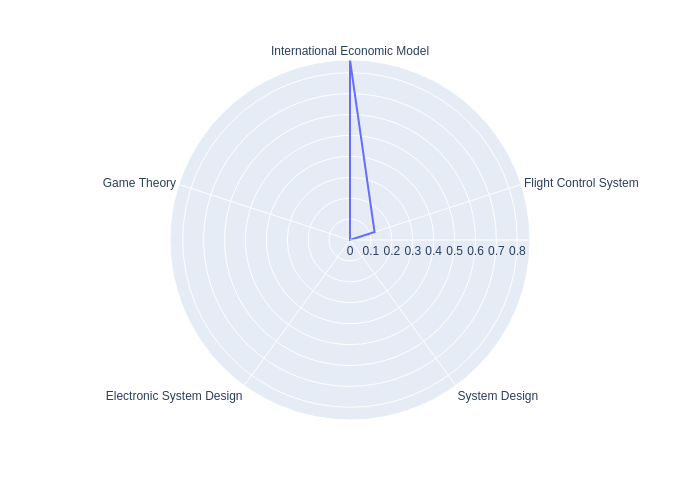 International Economic Model
Game Theory
Flight Control System
0 0.1 0.2 0.3 0.4 0.5 0.6 0.7 0.8
Electronic System Design
System Design